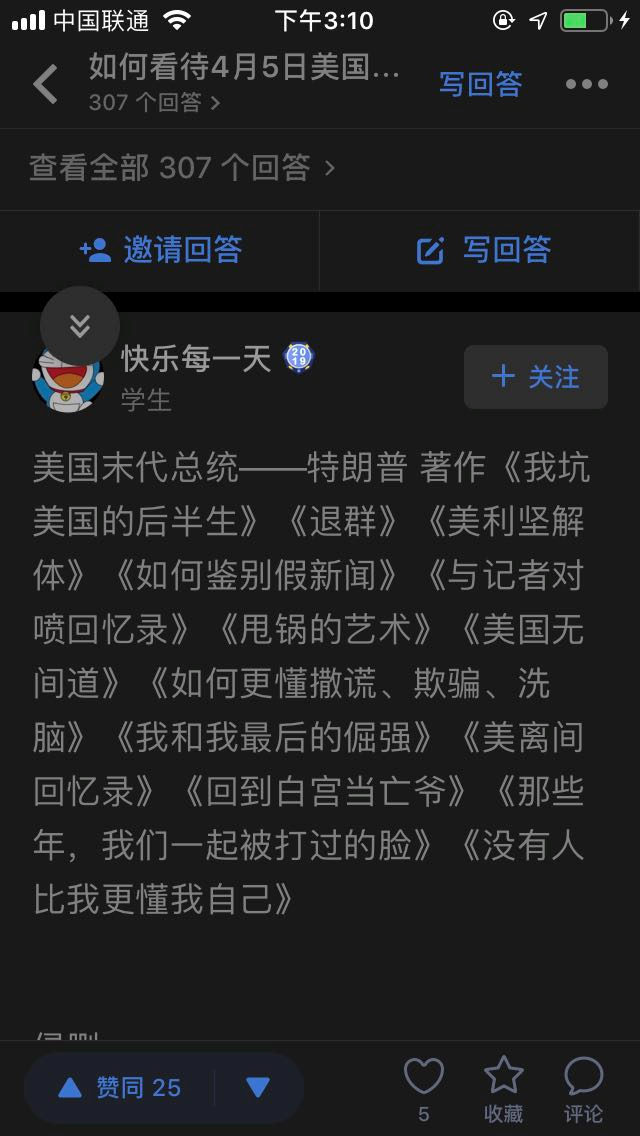 中国联通 下午3:10
如何看待4月5日美国... 写回答
307 个回答 >
查看全部 307 个回答 >
邀请回答 写回答
快乐每一天 2019
学生
+ 关注
美国末代总统——特朗普 著作《我坑
美国的后半生》《退群》《美利坚解
体》《如何鉴别假新闻》《与记者对
喷回忆录》《甩锅的艺术》《美国无
间道》《如何更懂撒谎、欺骗、洗
脑》《我和我最后的倔强》《美离间
回忆录》《回到白宫当亡爷》《那些
年，我们一起被打过的脸》《没有人
比我更懂我自己》
赞同 25
5 收藏 评论